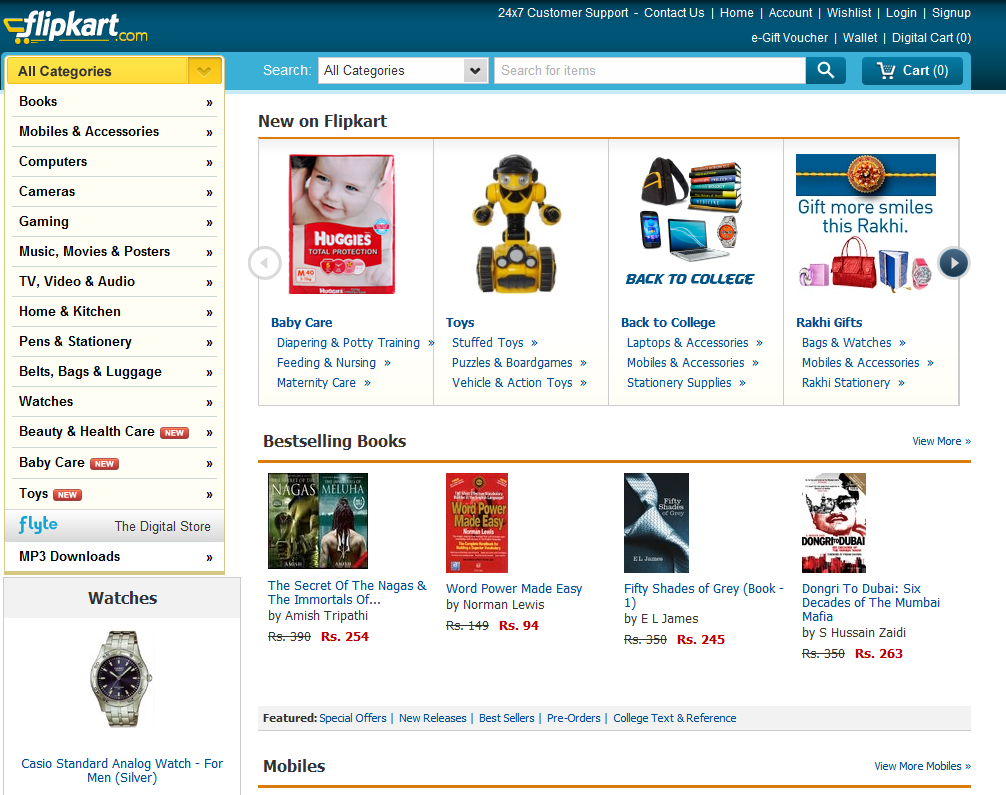 flipkart.com
24x7 Customer Support - Contact Us | Home | Account | Wishlist | Login | Signup
e-Gift Voucher | Wallet | Digital Cart (0)
Search: All Categories Search for items Cart (0)
All Categories
Books »
Mobiles & Accessories »
Computers »
Cameras »
Gaming »
Music, Movies & Posters »
TV, Video & Audio »
Home & Kitchen »
Pens & Stationery »
Belts, Bags & Luggage »
Watches »
Beauty & Health Care NEW »
Baby Care NEW »
Toys NEW »
flyte The Digital Store
MP3 Downloads »
Watches
Casio Standard Analog Watch - For
Men (Silver)
New on Flipkart
HUGGIES
TOTAL PROTECTION
M 40
HUGGIES
Baby Care
Diapering & Potty Training »
Feeding & Nursing »
Maternity Care »
Toys
Stuffed Toys »
Puzzles & Boardgames »
Vehicle & Action Toys »
BACK TO COLLEGE
Back to College
Laptops & Accessories »
Mobiles & Accessories »
Stationery Supplies »
Gift more smiles
this Rakhi.
Rakhi Gifts
Bags & Watches »
Mobiles & Accessories »
Rakhi Stationery »
Bestselling Books View More »
THE SECRET OF THE
NAGAS
THE IMMORTALS OF
MELUHA
AMISH
AMISH
The Secret Of The Nagas &
The Immortals Of...
by Amish Tripathi
Rs. 390 Rs. 254
Word Power
Made Easy
Norman Lewis
Word Power Made Easy
by Norman Lewis
Rs. 149 Rs. 94
Fifty
Shades
of Grey
E L James
Fifty Shades of Grey (Book -
1)
by E L James
Rs. 350 Rs. 245
DONGRI TO
DUBAI
Dongri To Dubai: Six
Decades of The Mumbai
Mafia
by S Hussain Zaidi
Rs. 350 Rs. 263
Featured: Special Offers | New Releases | Best Sellers | Pre-Orders | College Text & Reference
Mobiles View More Mobiles »